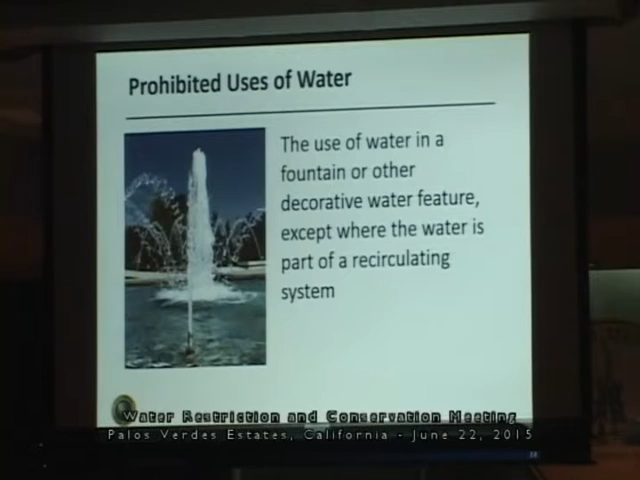 Prohibited Uses of Water
The use of water in a
fountain or other
decorative water feature,
except where the water is
part of a recirculating
system
Water Restriction and Conservation Meeting
Palos Verdes Estates, California - June 22, 2015